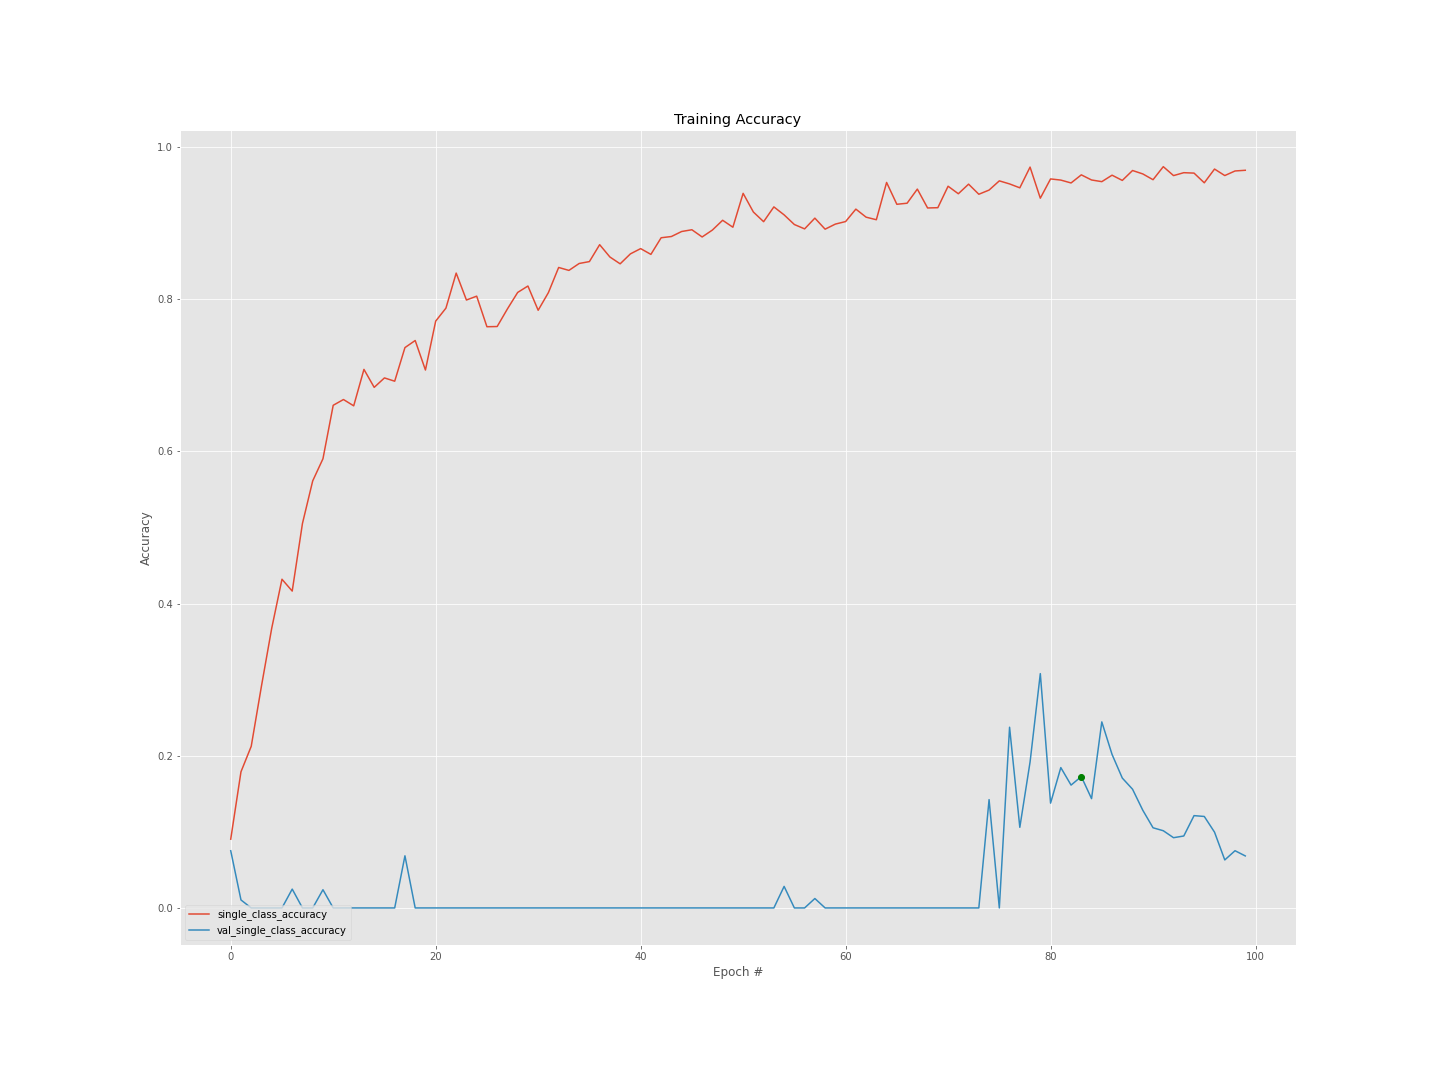 Training Accuracy
1.0
0.8
0.6
0.4
0.2
0.0
Accuracy
single_class_accuracy
val_single_class_accuracy
0 20 40 60 80 100
Epoch #